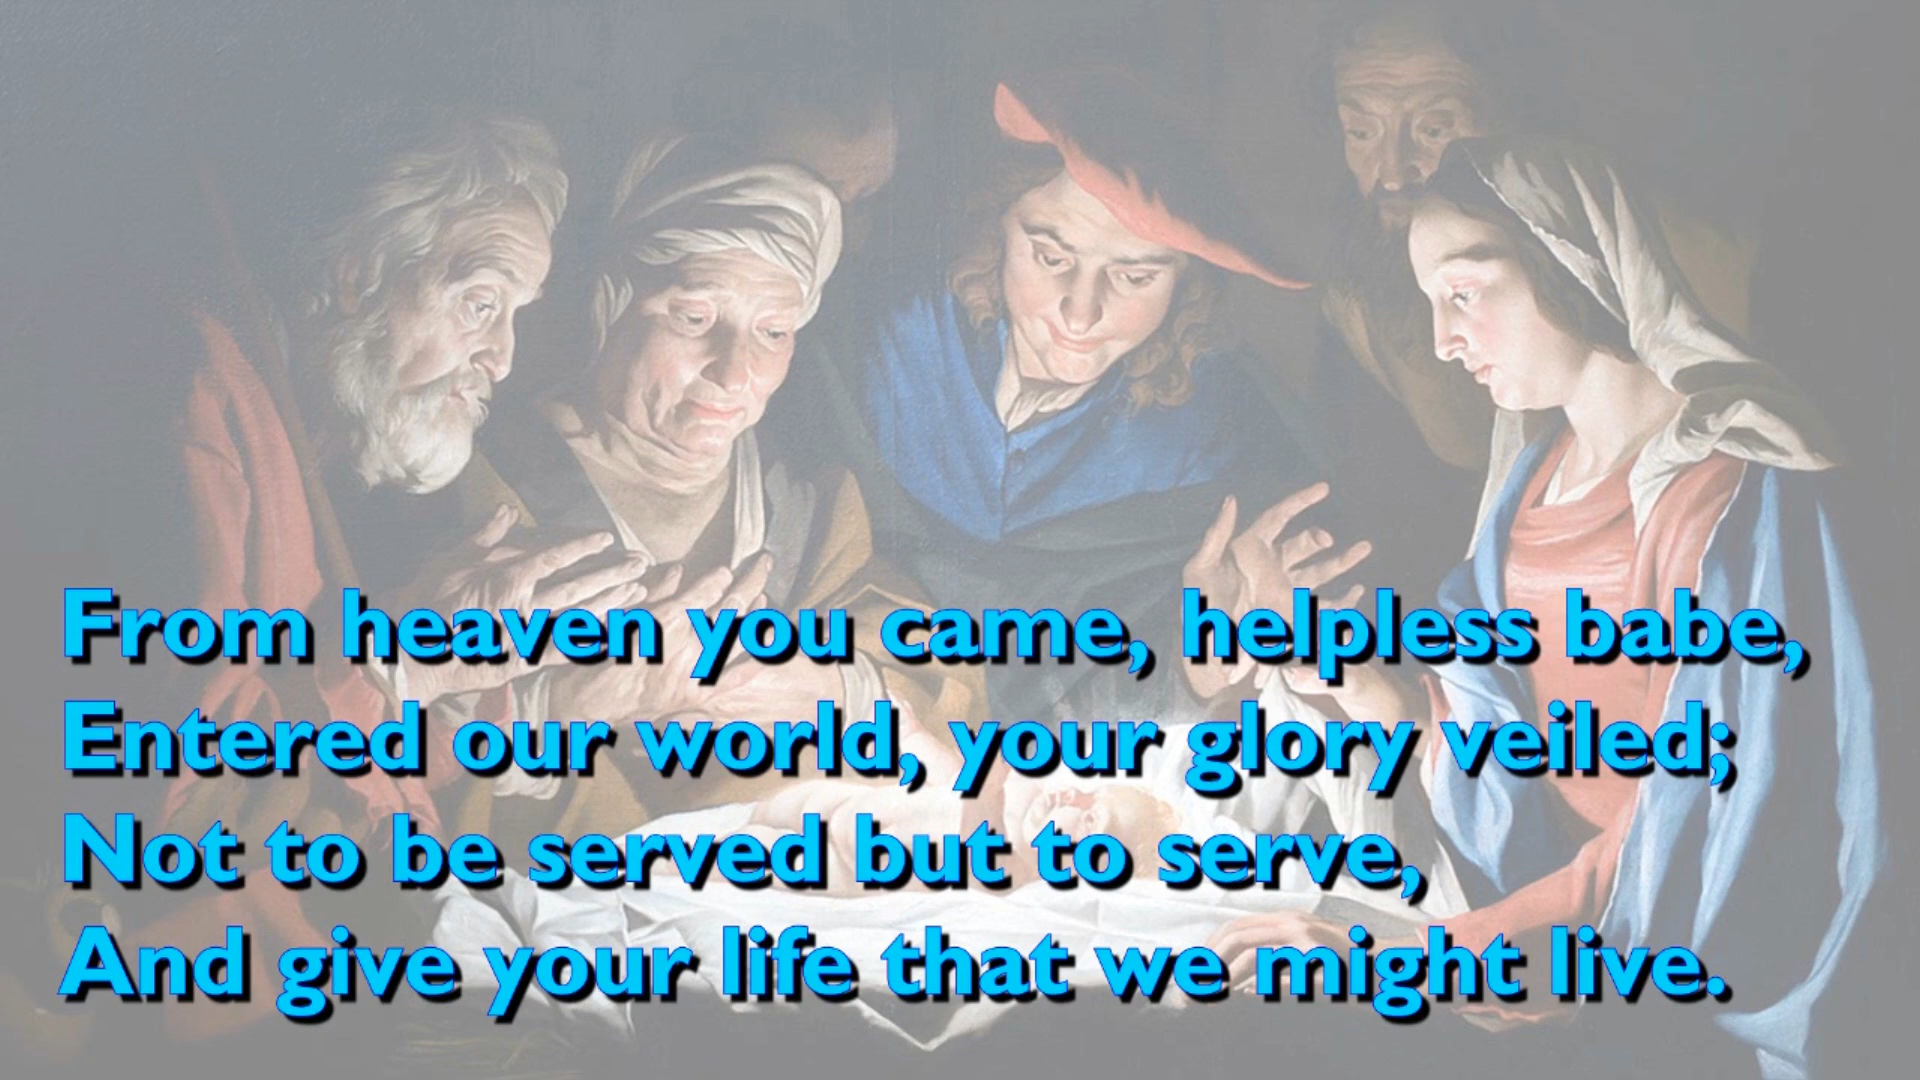 From heaven you came, helpless babe,
Entered our world, your glory veiled;
Not to be served but to serve,
And give your life that we might live.